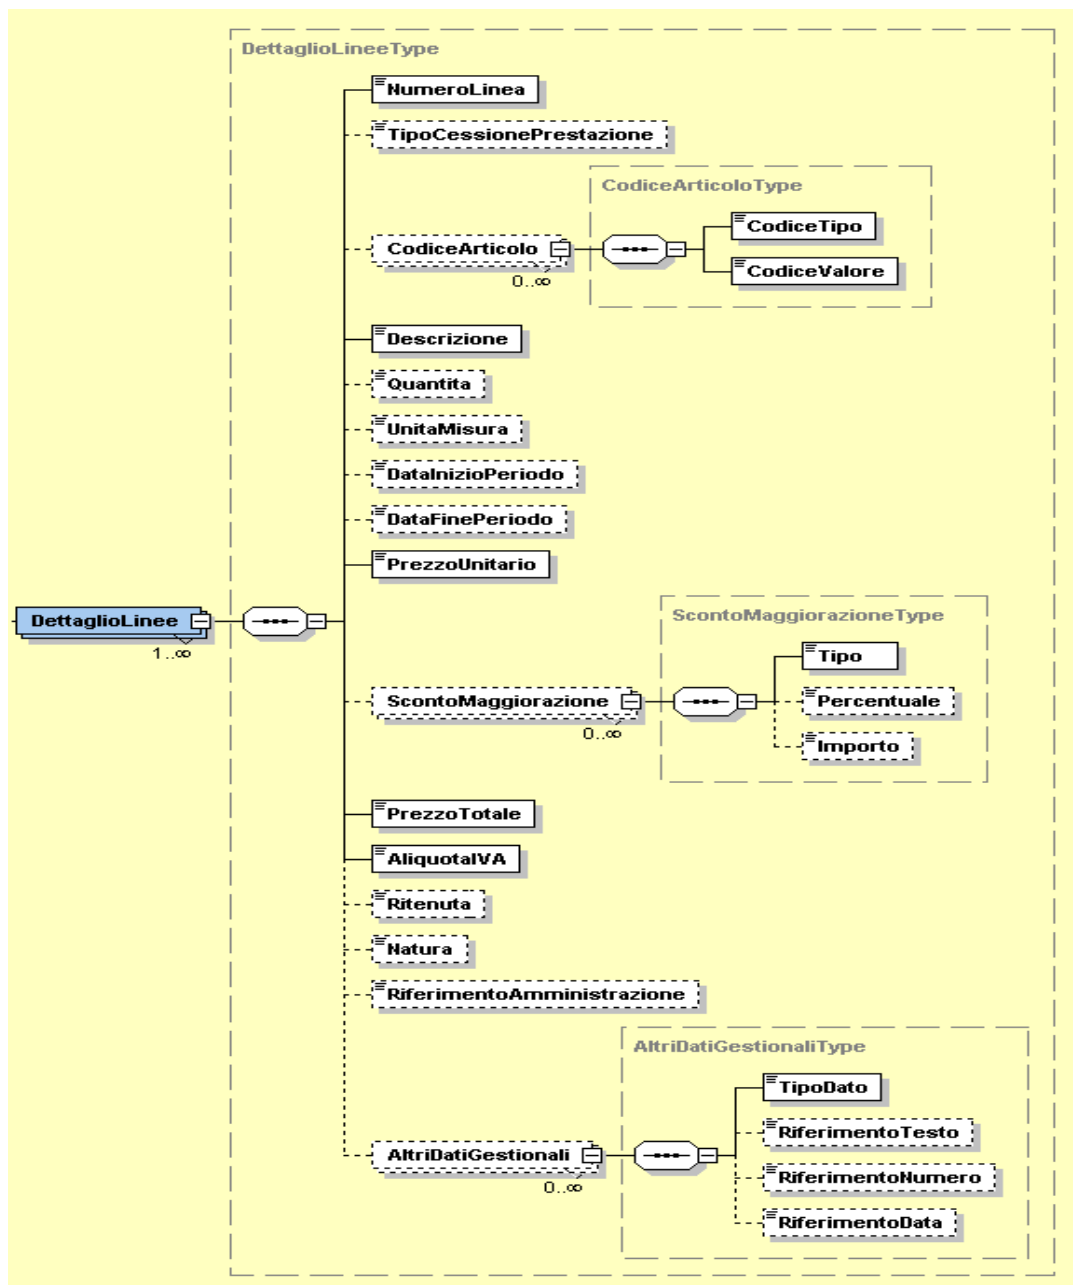 DettaglioLineeType
NumeroLinea
TipoCessionePrestazione
CodiceArticoloType
CodiceTipo
CodiceArticolo
CodiceValore
0..∞
Descrizione
Quantita
UnitaMisura
DataInizioPeriodo
DataFinePeriodo
PrezzoUnitario
DettaglioLinee
1..∞
ScontoMaggiorazioneType
Tipo
ScontoMaggiorazione
Percentuale
0..∞
Importo
PrezzoTotale
AliquotaIVA
Ritenuta
Natura
RiferimentoAmministrazione
AltriDatiGestionaliType
TipoDato
RiferimentoTesto
AltriDatiGestionali
RiferimentoNumero
0..∞
RiferimentoData